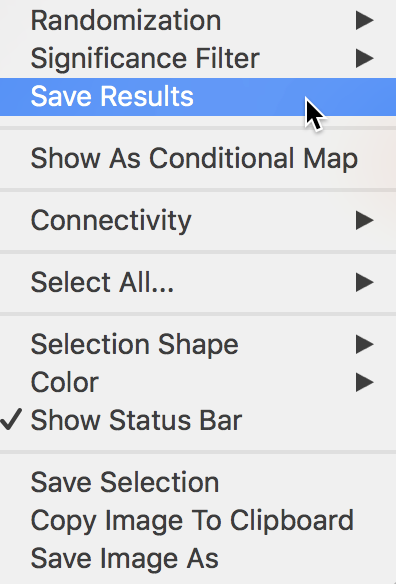 Randomization
Significance Filter
Save Results
Show As Conditional Map
Connectivity
Select All...
Selection Shape
Color
Show Status Bar
Save Selection
Copy Image To Clipboard
Save Image As